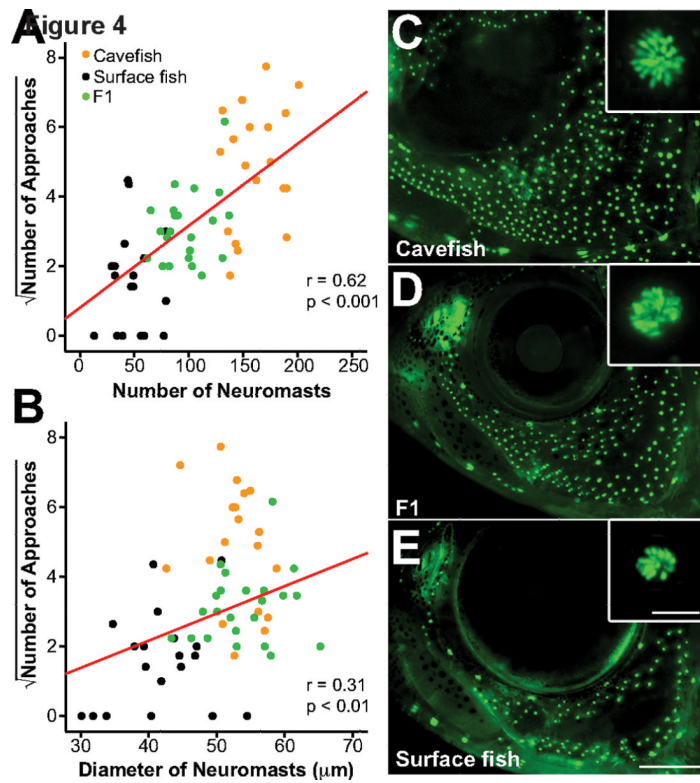 Figure 4
A
Cavefish
Surface fish
F1
√Number of Approaches
8
6
4
2
0
r = 0.62
p < 0.001
0 50 100 150 200 250
Number of Neuromasts
B
√Number of Approaches
8
6
4
2
0
r = 0.31
p < 0.01
30 40 50 60 70
Diameter of Neuromasts (μm)
C
Cavefish
D
F1
E
Surface fish